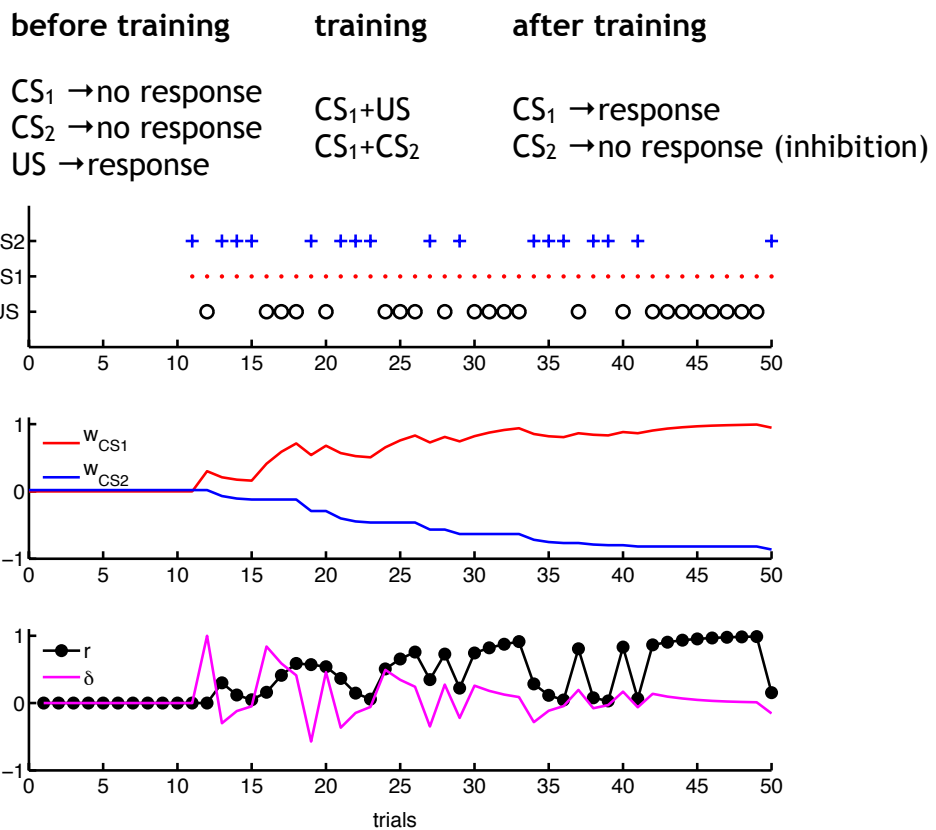 before training training after training
CS₁ →no response
CS₂ →no response
US →response
CS₁+US
CS₁+CS₂
CS₁ →response
CS₂ →no response (inhibition)
S2
S1
US
0 5 10 15 20 25 30 35 40 45 50
1
w_CS1
w_CS2
0
−1
0 5 10 15 20 25 30 35 40 45 50
1
r
δ
0
−1
0 5 10 15 20 25 30 35 40 45 50
trials